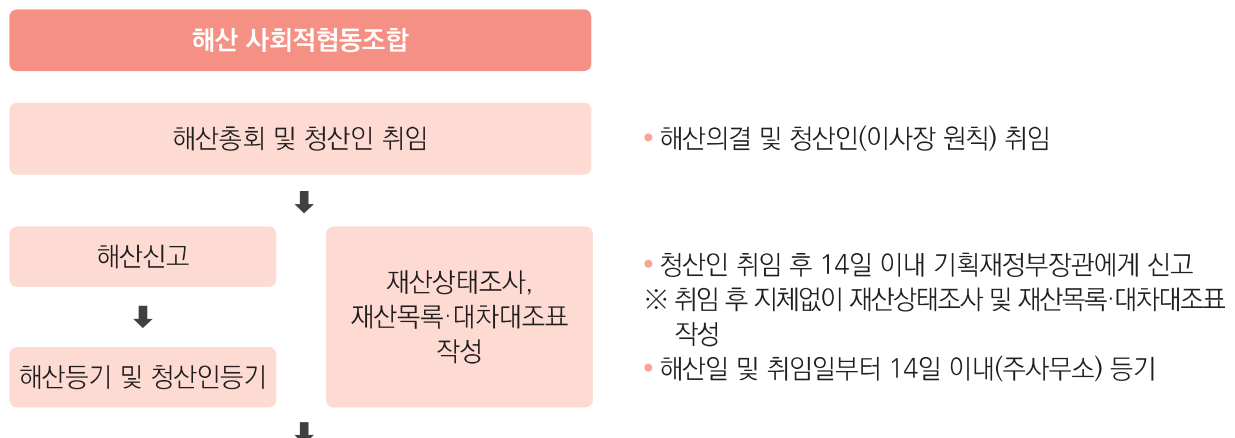 해산 사회적협동조합
해산총회 및 청산인 취임
• 해산의결 및 청산인(이사장 원칙) 취임
해산신고
재산상태조사,
재산목록·대차대조표
작성
해산등기 및 청산인등기
• 청산인 취임 후 14일 이내 기획재정부장관에게 신고
※ 취임 후 지체없이 재산상태조사 및 재산목록·대차대조표
작성
• 해산일 및 취임일부터 14일 이내(주사무소) 등기